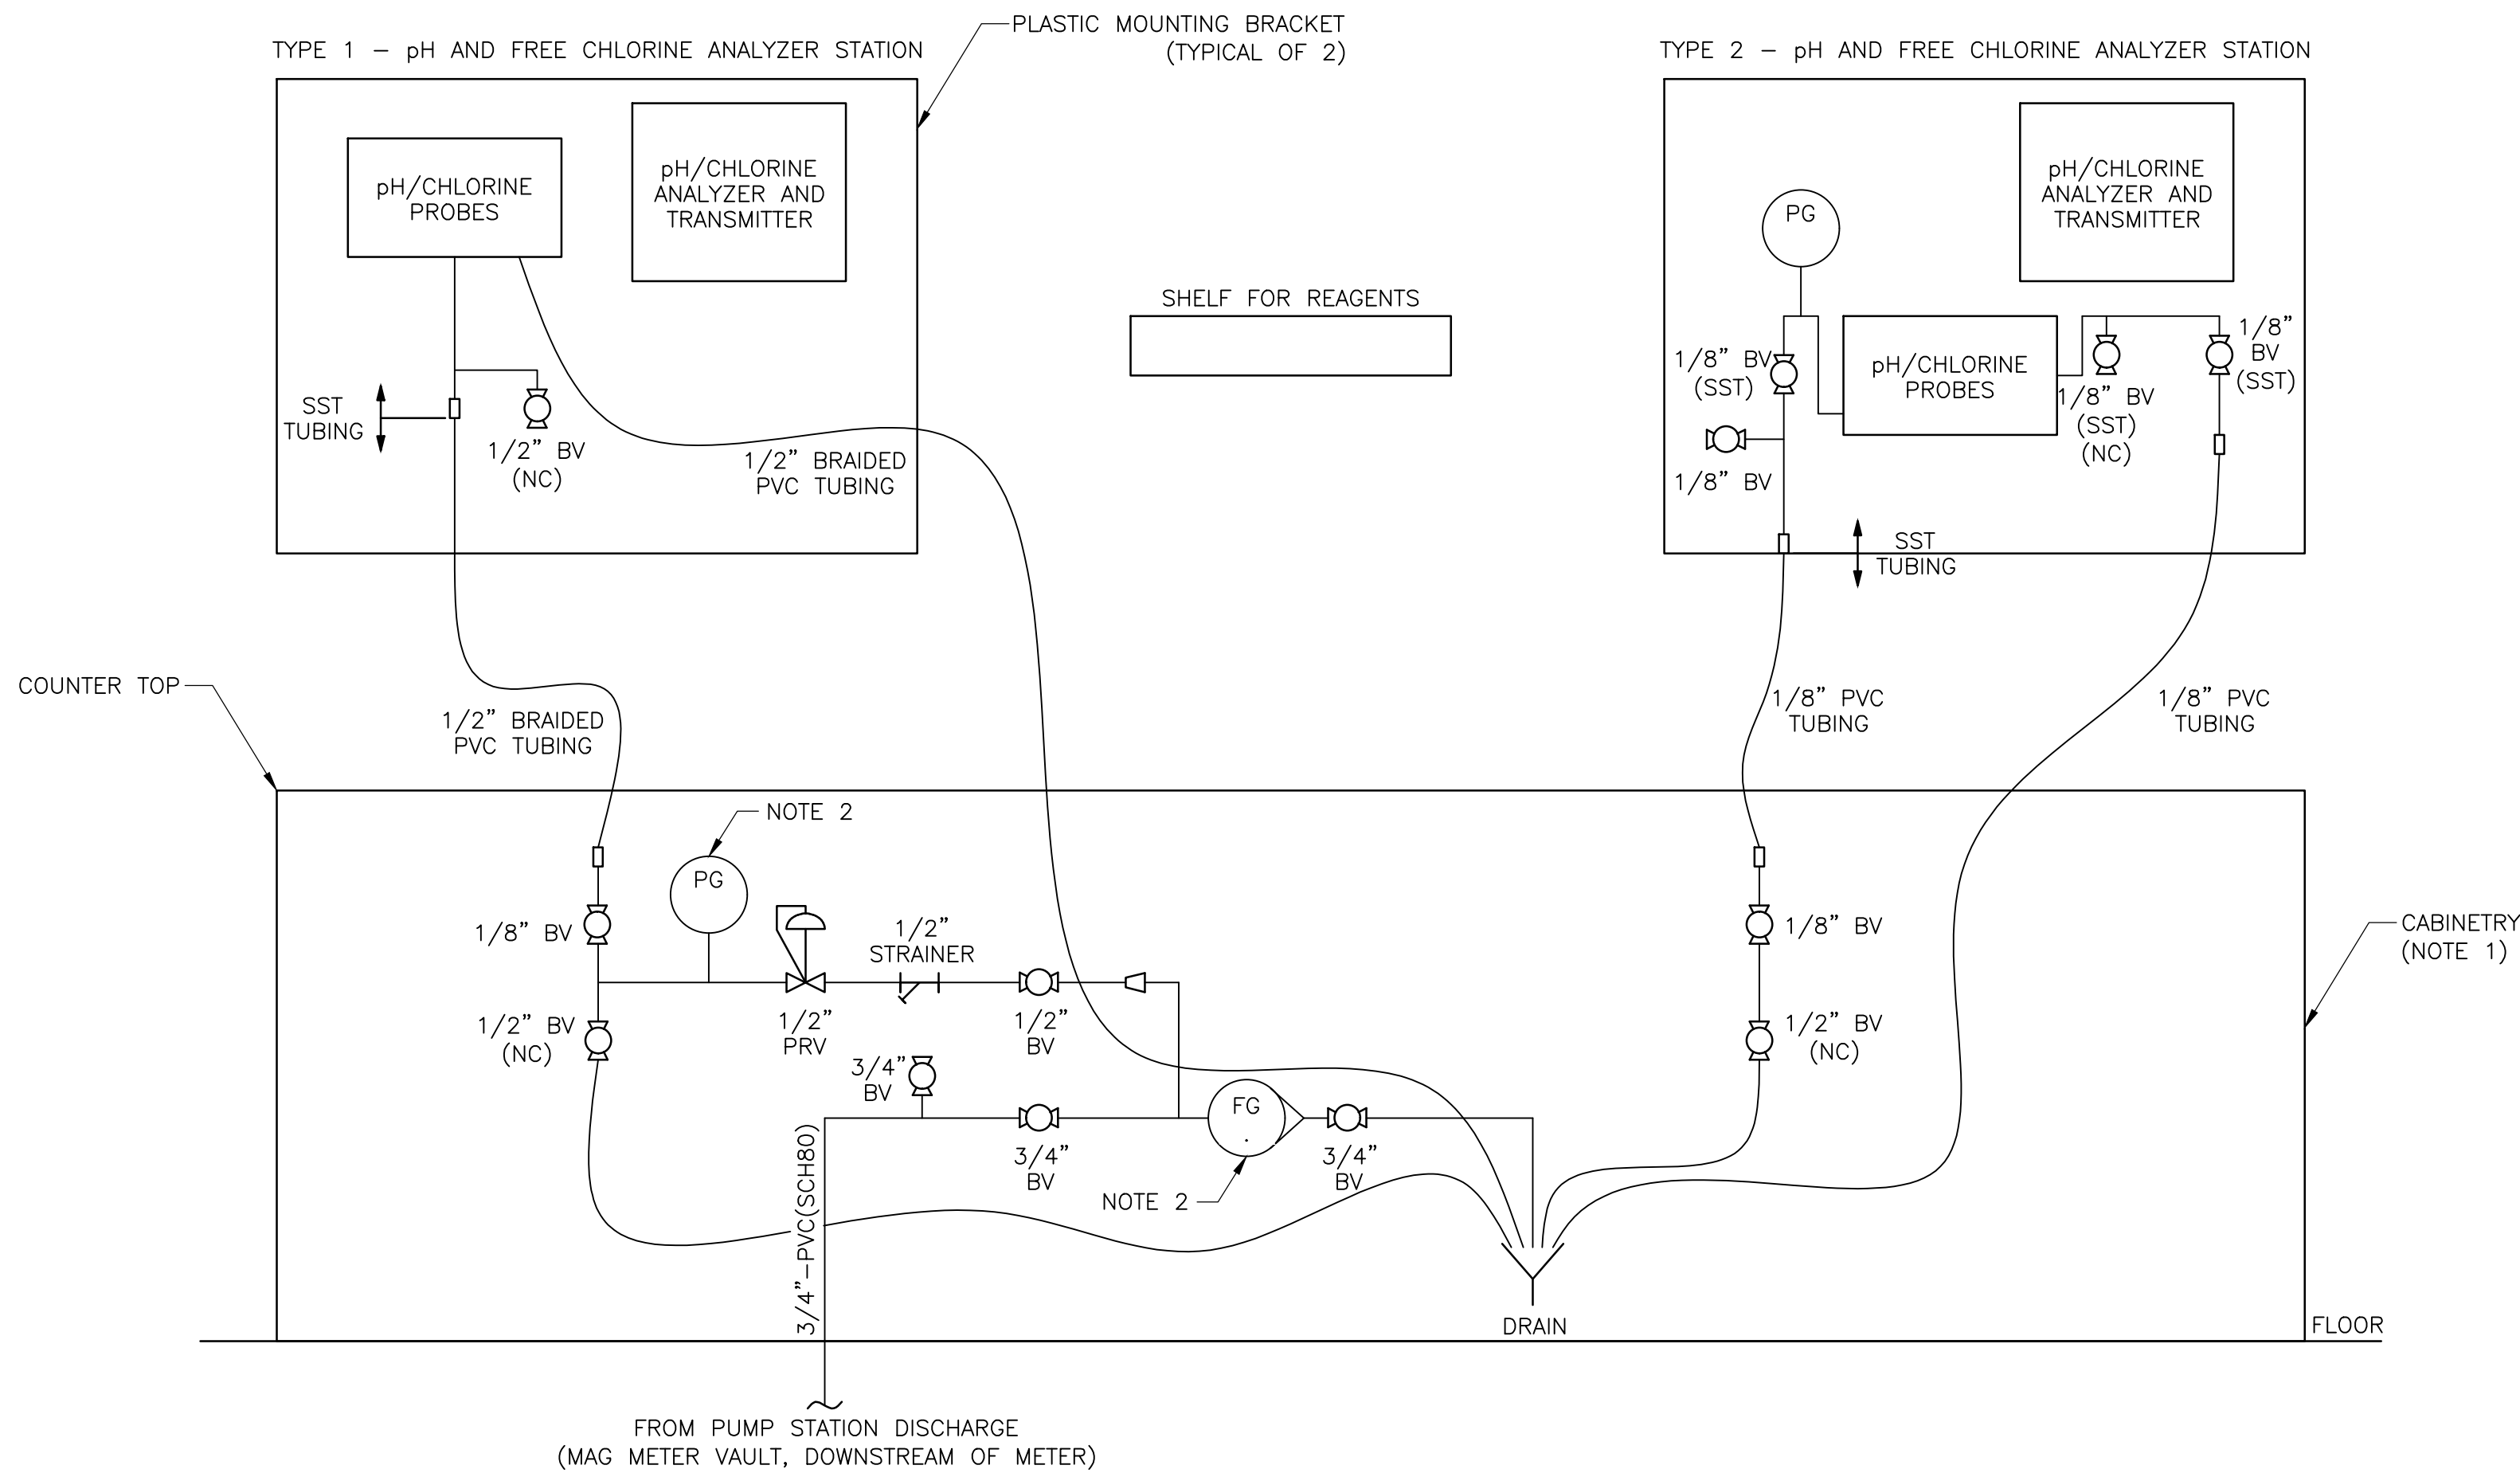 PLASTIC MOUNTING BRACKET
(TYPICAL OF 2)
TYPE 1 – pH AND FREE CHLORINE ANALYZER STATION
pH/CHLORINE
PROBES
pH/CHLORINE
ANALYZER AND
TRANSMITTER
SST
TUBING
1/2” BV
(NC)
1/2” BRAIDED
PVC TUBING
SHELF FOR REAGENTS
TYPE 2 – pH AND FREE CHLORINE ANALYZER STATION
PG
pH/CHLORINE
ANALYZER AND
TRANSMITTER
1/8” BV
(SST)
pH/CHLORINE
PROBES
1/8” BV
(SST)
(NC)
1/8”
BV
(SST)
1/8” BV
SST
TUBING
COUNTER TOP
1/2” BRAIDED
PVC TUBING
1/8” PVC
TUBING
1/8” PVC
TUBING
NOTE 2
PG
1/8” BV
1/2”
STRAINER
1/2” BV
(NC)
1/2”
PRV
1/2”
BV
3/4”
BV
FG
3/4”
BV
3/4”
BV
NOTE 2
3/4”–PVC(SCH80)
1/8” BV
1/2” BV
(NC)
CABINETRY
(NOTE 1)
DRAIN
FLOOR
FROM PUMP STATION DISCHARGE
(MAG METER VAULT, DOWNSTREAM OF METER)